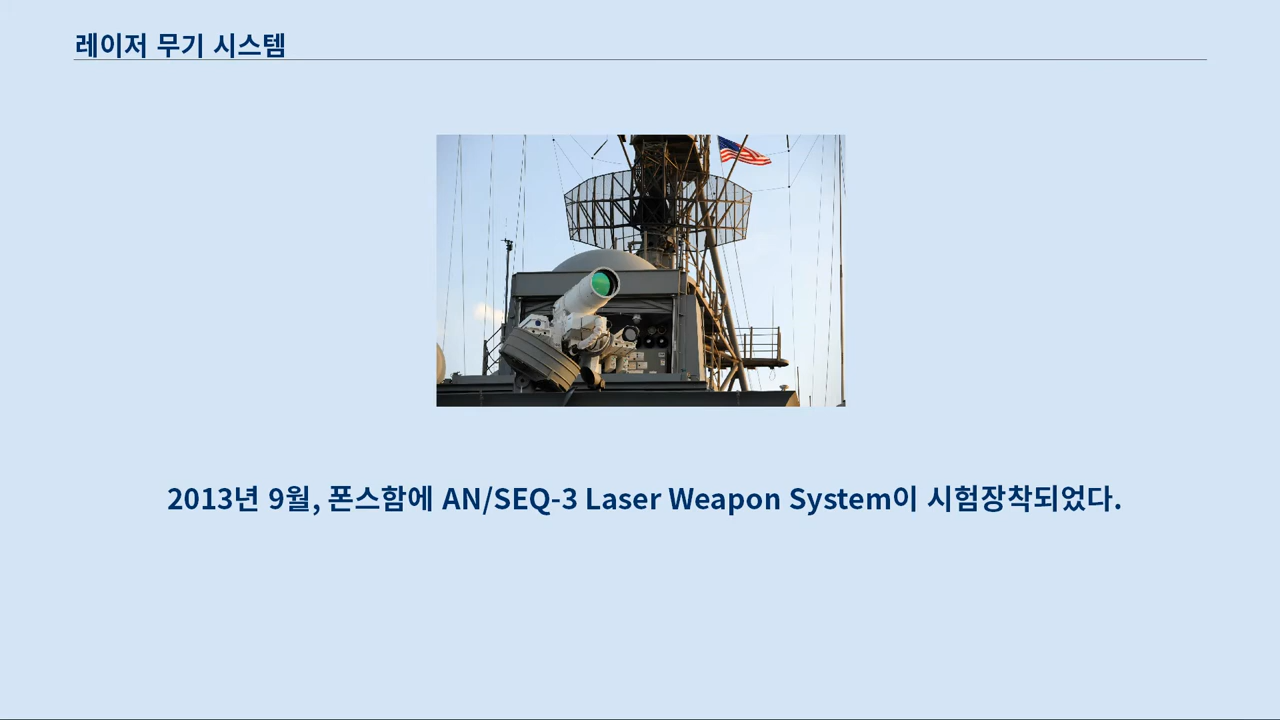 레이저 무기 시스템
2013년 9월, 폰스함에 AN/SEQ-3 Laser Weapon System이 시험장착되었다.